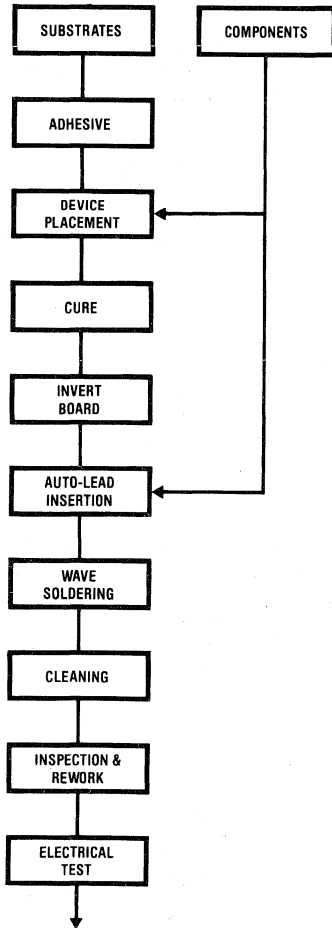 SUBSTRATES
COMPONENTS
ADHESIVE
DEVICE
PLACEMENT
CURE
INVERT
BOARD
AUTO-LEAD
INSERTION
WAVE
SOLDERING
CLEANING
INSPECTION &
REWORK
ELECTRICAL
TEST